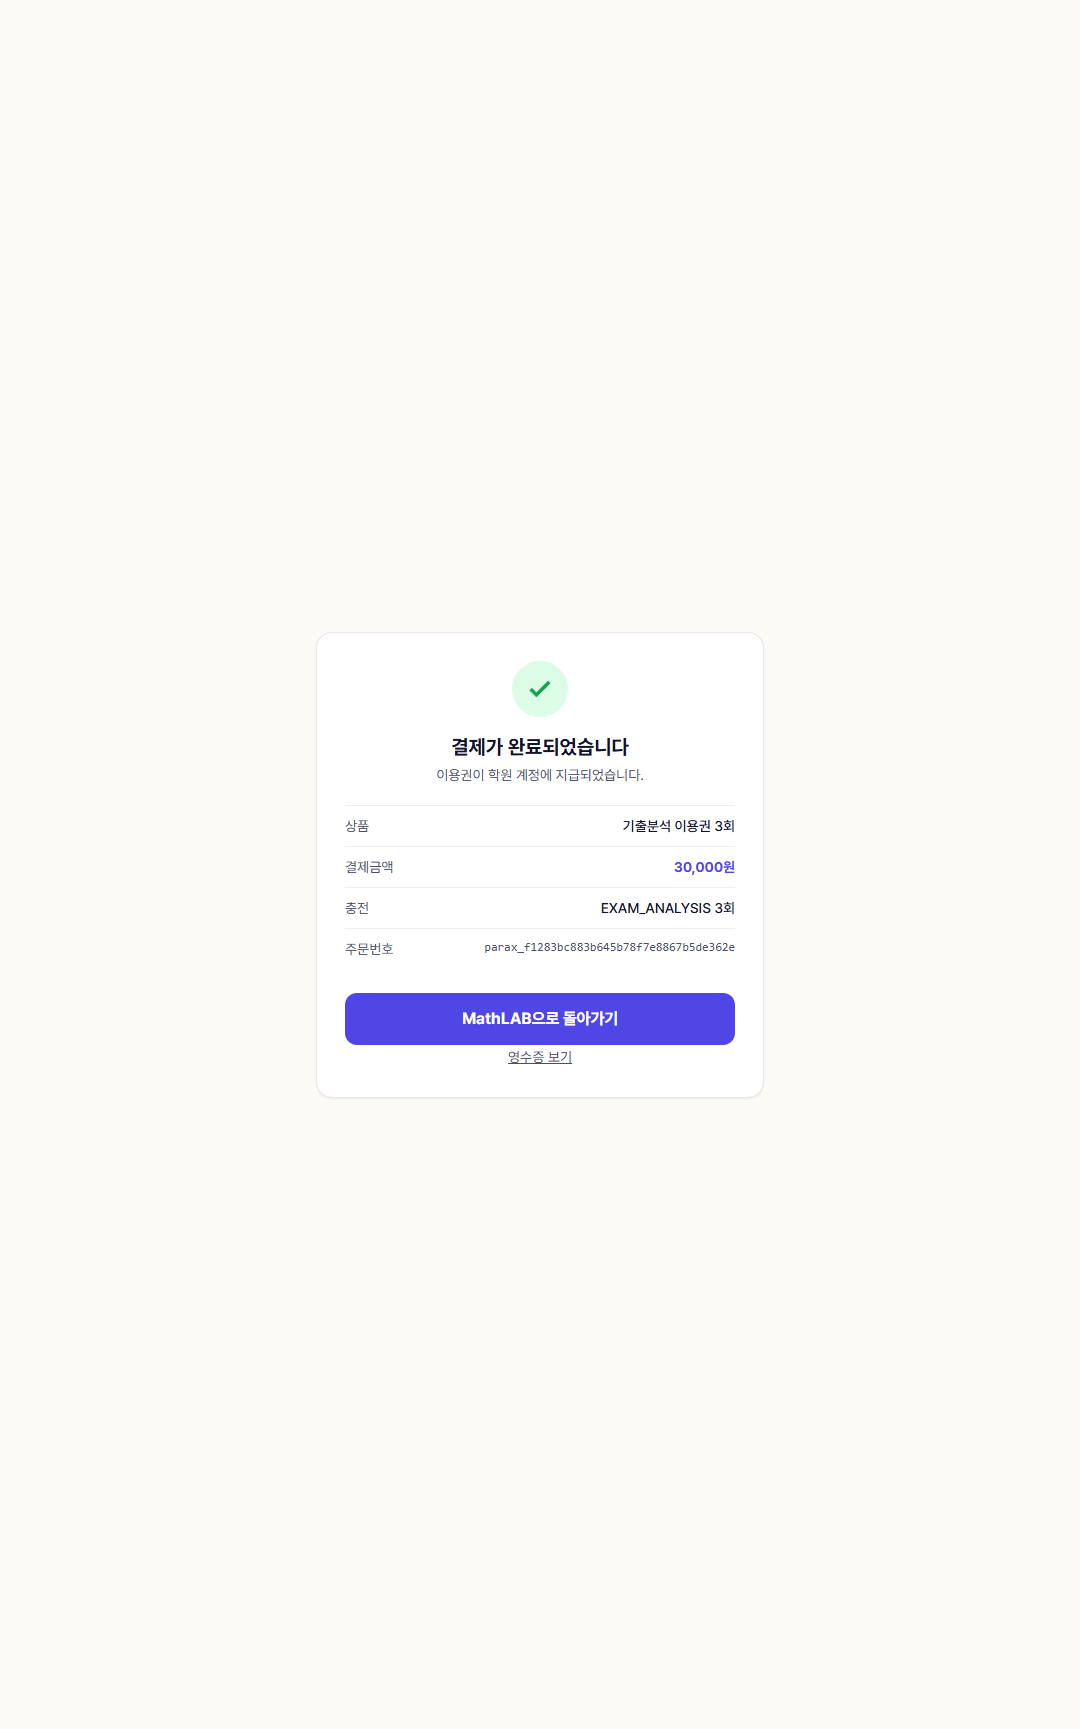 결제가 완료되었습니다
이용권이 학원 계정에 지급되었습니다.
상품 기출분석 이용권 3회
결제금액 30,000원
충전 EXAM_ANALYSIS 3회
주문번호 parax_f1283bc883b645b78f7e8867b5de362e
MathLAB으로 돌아가기
영수증 보기